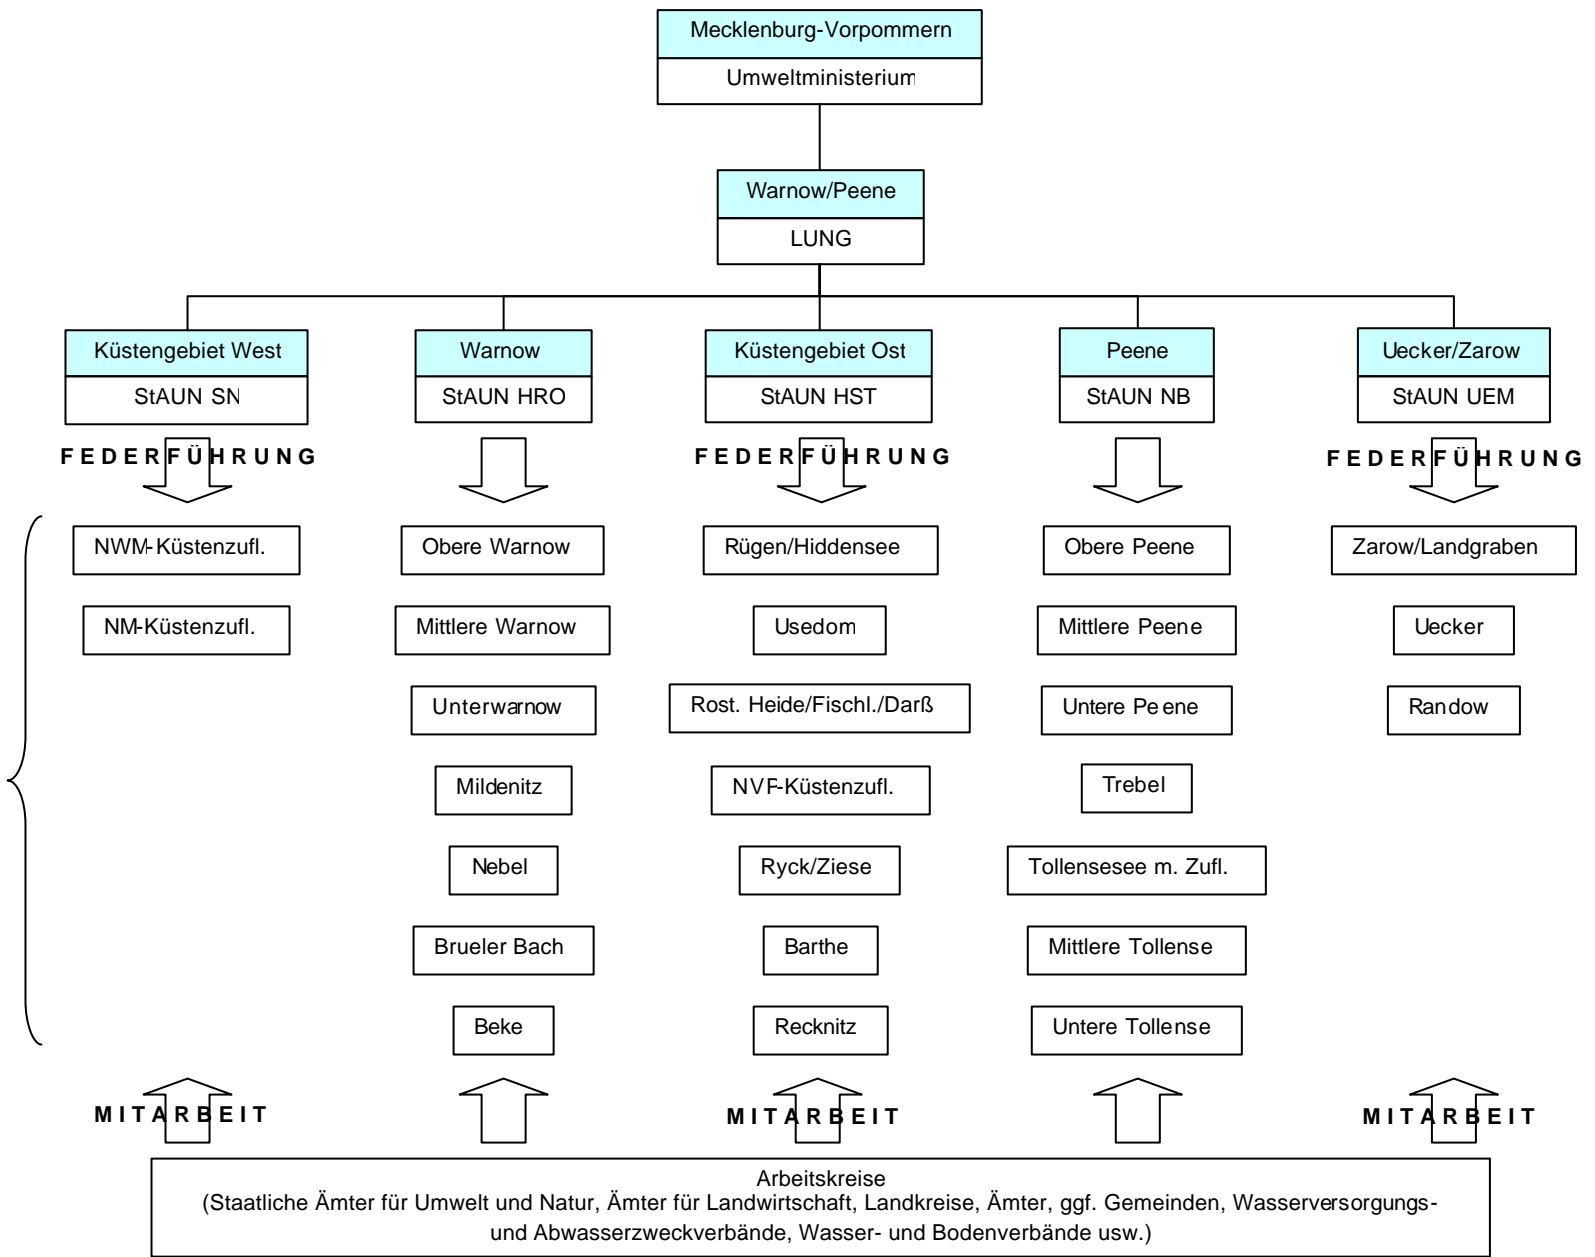 Mecklenburg-Vorpommern
Umweltministerium
Warnow/Peene
LUNG
Küstengebiet West
StAUN SN
Warnow
StAUN HRO
Küstengebiet Ost
StAUN HST
Peene
StAUN NB
Uecker/Zarow
StAUN UEM
FEDERFÜHRUNG
FEDERFÜHRUNG
FEDERFÜHRUNG
NWM-Küstenzufl.
NM-Küstenzufl.
Obere Warnow
Mittlere Warnow
Unterwarnow
Mildenitz
Nebel
Brueler Bach
Beke
Rügen/Hiddensee
Usedom
Rost. Heide/Fischl./Darß
NVP-Küstenzufl.
Ryck/Ziese
Barthe
Recknitz
Obere Peene
Mittlere Peene
Untere Peene
Trebel
Tollensesee m. Zufl.
Mittlere Tollense
Untere Tollense
Zarow/Landgraben
Uecker
Randow
MITARBEIT
MITARBEIT
MITARBEIT
Arbeitskreise
(Staatliche Ämter für Umwelt und Natur, Ämter für Landwirtschaft, Landkreise, Ämter, ggf. Gemeinden, Wasserversorgungs-
und Abwasserzweckverbände, Wasser- und Bodenverbände usw.)